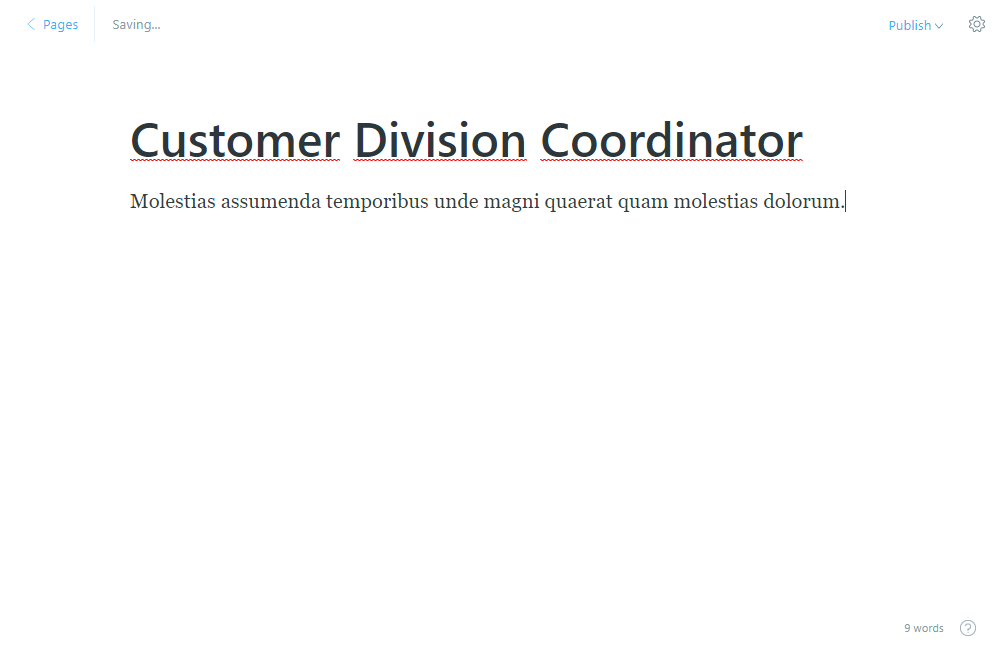 Pages
Saving...
Publish
Customer Division Coordinator
Molestias assumenda temporibus unde magni quaerat quam molestias dolorum.
9 words
?